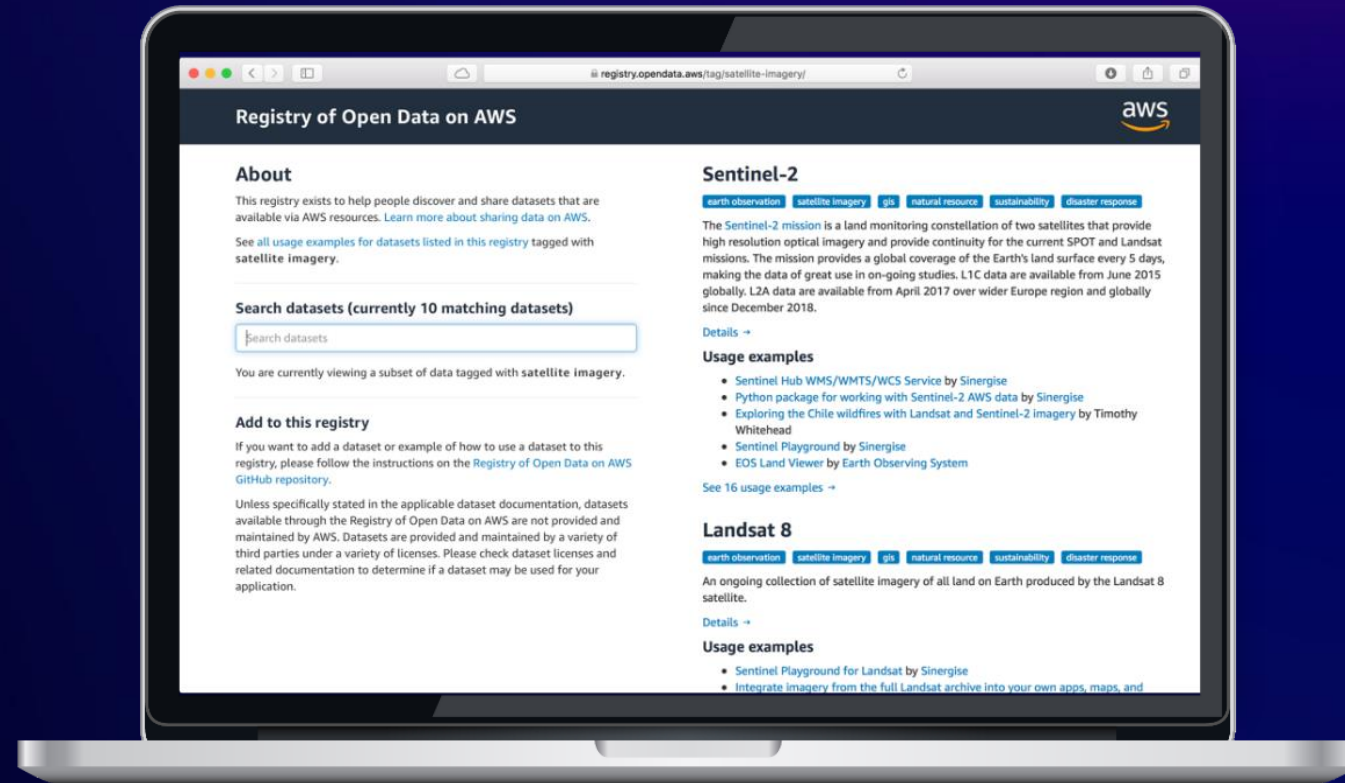 registry.opendata.aws/tag/satellite-imagery/
Registry of Open Data on AWS
aws
About
This registry exists to help people discover and share datasets that are
available via AWS resources. Learn more about sharing data on AWS.
See all usage examples for datasets listed in this registry tagged with
satellite imagery.
Search datasets (currently 10 matching datasets)
Search datasets
You are currently viewing a subset of data tagged with satellite imagery.
Add to this registry
If you want to add a dataset or example of how to use a dataset to this
registry, please follow the instructions on the Registry of Open Data on AWS
GitHub repository.
Unless specifically stated in the applicable dataset documentation, datasets
available through the Registry of Open Data on AWS are not provided and
maintained by AWS. Datasets are provided and maintained by a variety of
third parties under a variety of licenses. Please check dataset licenses and
related documentation to determine if a dataset may be used for your
application.
Sentinel-2
earth observation satellite imagery gis natural resource sustainability disaster response
The Sentinel-2 mission is a land monitoring constellation of two satellites that provide
high resolution optical imagery and provide continuity for the current SPOT and Landsat
missions. The mission provides a global coverage of the Earth's land surface every 5 days,
making the data of great use in on-going studies. L1C data are available from June 2015
globally. L2A data are available from April 2017 over wider Europe region and globally
since December 2018.
Details →
Usage examples
• Sentinel Hub WMS/WMTS/WCS Service by Sinergise
• Python package for working with Sentinel-2 AWS data by Sinergise
• Exploring the Chile wildfires with Landsat and Sentinel-2 imagery by Timothy
Whitehead
• Sentinel Playground by Sinergise
• EOS Land Viewer by Earth Observing System
See 16 usage examples →
Landsat 8
earth observation satellite imagery gis natural resource sustainability disaster response
An ongoing collection of satellite imagery of all land on Earth produced by the Landsat 8
satellite.
Details →
Usage examples
• Sentinel Playground for Landsat by Sinergise
• Integrate imagery from the full Landsat archive into your own apps, maps, and